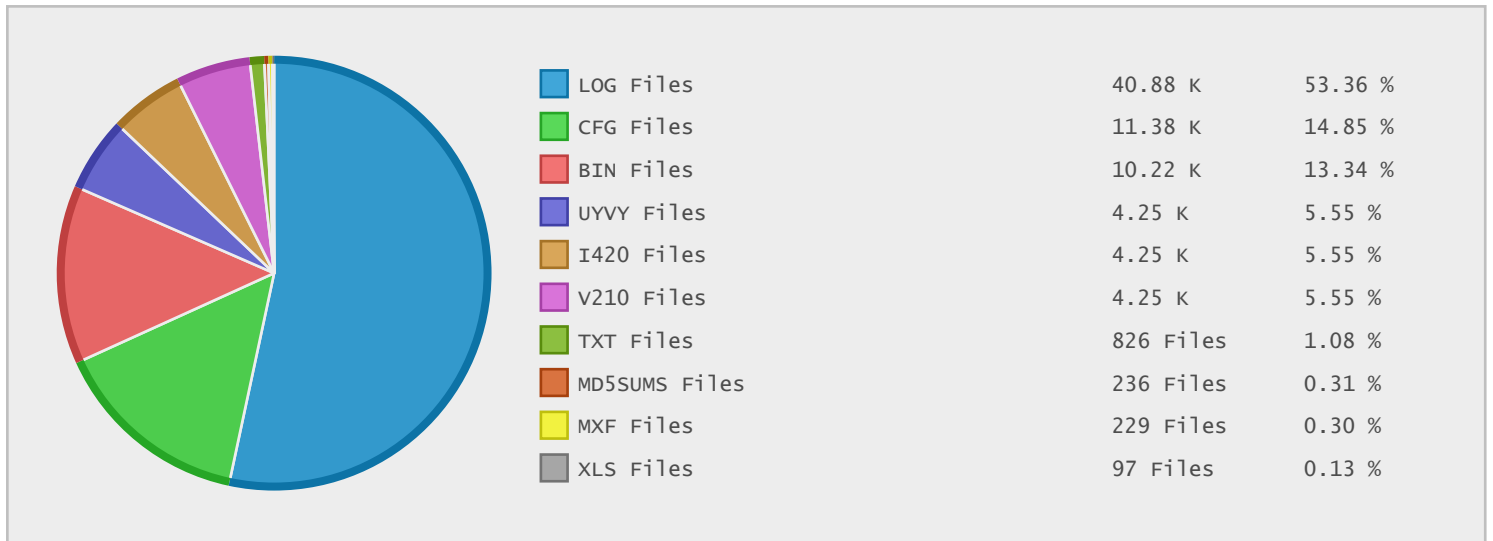 LOG Files 40.88 K 53.36 %
CFG Files 11.38 K 14.85 %
BIN Files 10.22 K 13.34 %
UYVY Files 4.25 K 5.55 %
I420 Files 4.25 K 5.55 %
V210 Files 4.25 K 5.55 %
TXT Files 826 Files 1.08 %
MD5SUMS Files 236 Files 0.31 %
MXF Files 229 Files 0.30 %
XLS Files 97 Files 0.13 %